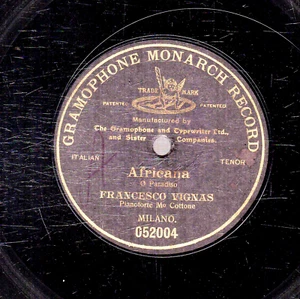 GRAMOPHONE MONARCH RECORD
TRADE MARK
PATENTED PATENTED
Manufactured by
The Gramophone and Typewriter Ltd.,
and Sister Companies.
ITALIAN TENOR
Africana
O Paradiso
FRANCESCO VIGNAS
Pianoforte Mo Cottone
MILANO.
052004